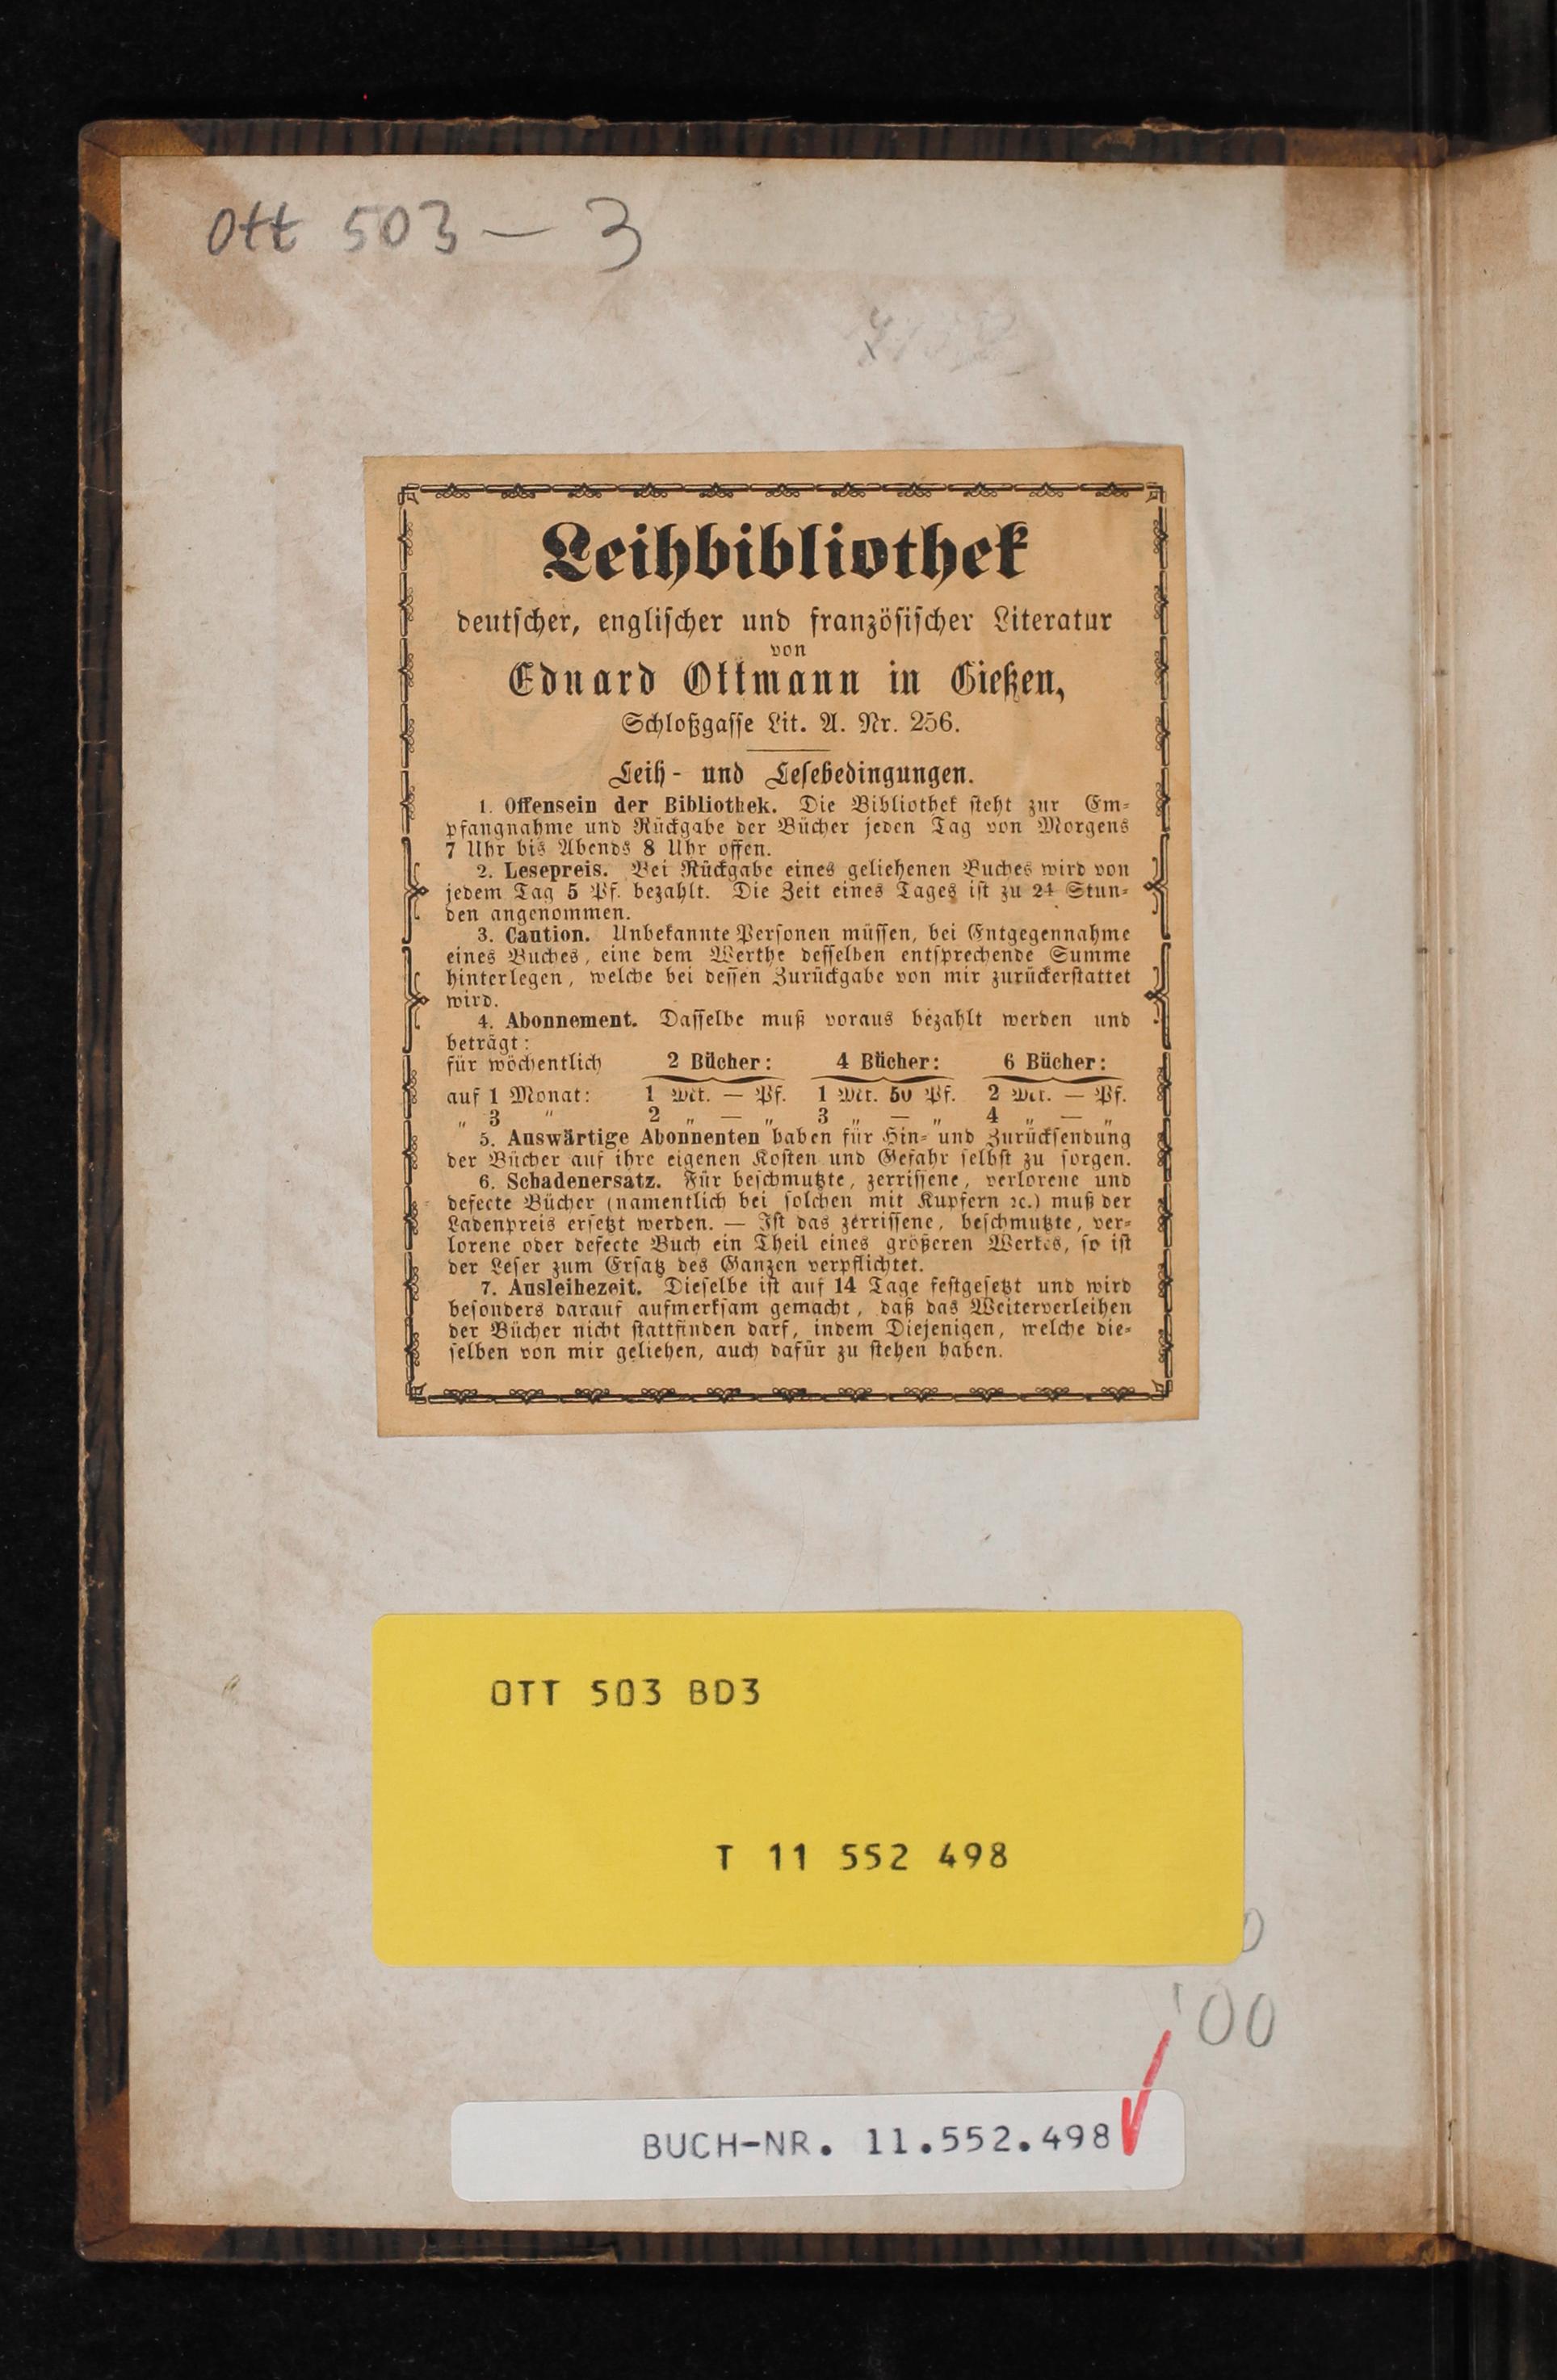 Ott 503 — 3
Leihbibliothek
deutscher, englischer und französischer Literatur
von
Eduard Ottmann in Gießen,
Schloßgasse Lit. A. Nr. 256.
Leih- und Lesebedingungen.
1. Offensein der Bibliothek. Die Bibliothek steht zur Em-
pfangnahme und Rückgabe der Bücher jeden Tag von Morgens
7 Uhr bis Abends 8 Uhr offen.
2. Lesepreis. Bei Rückgabe eines geliehenen Buches wird von
jedem Tag 5 Pf. bezahlt. Die Zeit eines Tages ist zu 24 Stun-
den angenommen.
3. Caution. Unbekannte Personen müssen, bei Entgegennahme
eines Buches, eine dem Werthe desselben entsprechende Summe
hinterlegen, welche bei dessen Zurückgabe von mir zurückerstattet
wird.
4. Abonnement. Dasselbe muß voraus bezahlt werden und
beträgt:
für wöchentlich 2 Bücher: 4 Bücher: 6 Bücher:
auf 1 Monat: 1 Mk. — Pf. 1 Mk. 50 Pf. 2 Mk. — Pf.
„ 3 „ 2 „ — „ 3 „ — „ 4 „ — „
5. Auswärtige Abonnenten haben für Hin- und Zurücksendung
der Bücher auf ihre eigenen Kosten und Gefahr selbst zu sorgen.
6. Schadenersatz. Für beschmutzte, zerrissene, verlorene und
defecte Bücher (namentlich bei solchen mit Kupfern ꝛc.) muß der
Ladenpreis ersetzt werden. — Ist das zerrissene, beschmutzte, ver-
lorene oder defecte Buch ein Theil eines größeren Werkes, so ist
der Leser zum Ersatz des Ganzen verpflichtet.
7. Ausleihezeit. Dieselbe ist auf 14 Tage festgesetzt und wird
besonders darauf aufmerksam gemacht, daß das Weiterverleihen
der Bücher nicht stattfinden darf, indem Diejenigen, welche die-
selben von mir geliehen, auch dafür zu stehen haben.
OTT 503 BD3
T 11 552 498
'00
BUCH-NR. 11.552.498